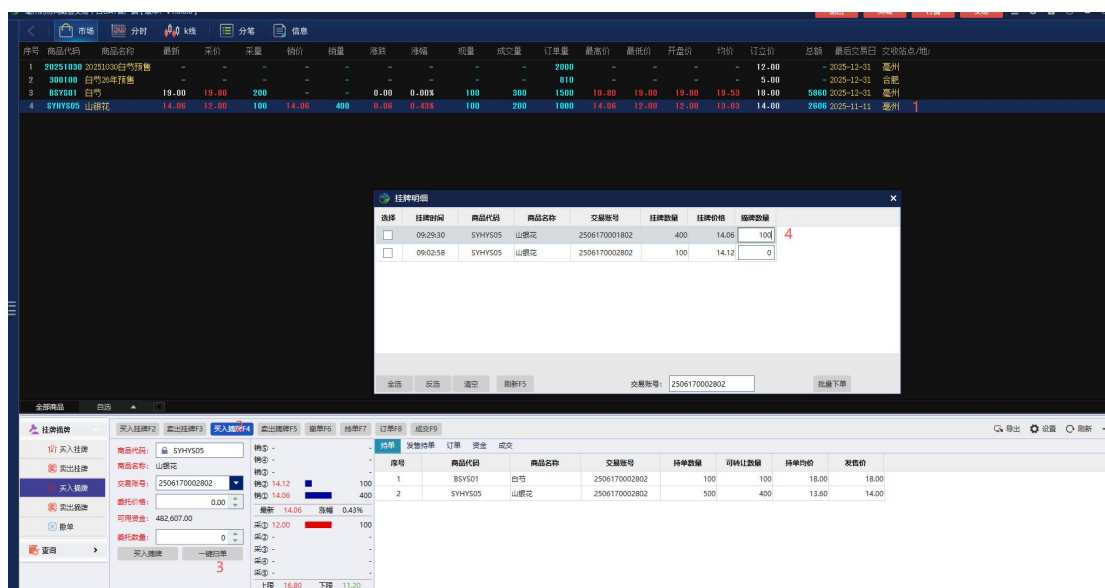 市场 分时 k线 分笔 信息
序号 商品代码 商品名称 最新 采价 采量 销价 销量 涨跌 涨幅 现量 成交量 订单量 最高价 最低价 开盘价 均价 订立价 总额 最后交易日 交收站点/地
1 20251030 20251030白芍预售 - - - - - - - - - 2000 - - - - 12.00 - 2025-12-31 亳州
2 300100 白芍26年预售 - - - - - - - - - 810 - - - - 5.00 - 2025-12-31 合肥
3 BSYS01 白芍 19.00 19.80 200 - - 0.00 0.00% 100 300 1500 19.80 19.00 19.80 19.53 18.00 5860 2025-12-31 亳州
4 SYHYS05 山银花 14.06 12.00 100 14.06 400 0.06 0.43% 100 200 1000 14.06 12.00 12.00 13.03 14.00 2606 2025-11-11 亳州 1
挂牌明细 ×
选择 挂牌时间 商品代码 商品名称 交易账号 挂牌数量 挂牌价格 摘牌数量
09:29:30 SYHYS05 山银花 2506170001802 400 14.06 100 4
09:02:58 SYHYS05 山银花 2506170002802 100 14.12 0
全选 反选 清空 刷新F5 交易账号: 2506170002802 批量下单
全部商品 自选
挂牌摘牌
买入挂牌
卖出挂牌
买入摘牌
卖出摘牌
撤单
查询
买入挂牌F2 卖出挂牌F3 买入摘牌F4 卖出摘牌F5 撤单F6 持单F7 订单F8 成交F9 导出 设置 刷新
商品代码: SYHYS05
商品名称: 山银花
交易账号: 2506170002802
委托价格: 0.00
可用资金: 482,607.00
委托数量: 0
买入摘牌 一键扫单
3
销⑤ - -
销④ - -
销③ - -
销② 14.12 100
销① 14.06 400
最新 14.06 涨幅 0.43%
采① 12.00 100
采② - -
采③ - -
采④ - -
采⑤ - -
上限 16.80 下限 11.20
持单 发售持单 订单 资金 成交
序号 商品代码 商品名称 交易账号 持单数量 可转让数量 持单均价 发售价
1 BSYS01 白芍 2506170002802 100 100 18.00 18.00
2 SYHYS05 山银花 2506170002802 500 400 13.60 14.00